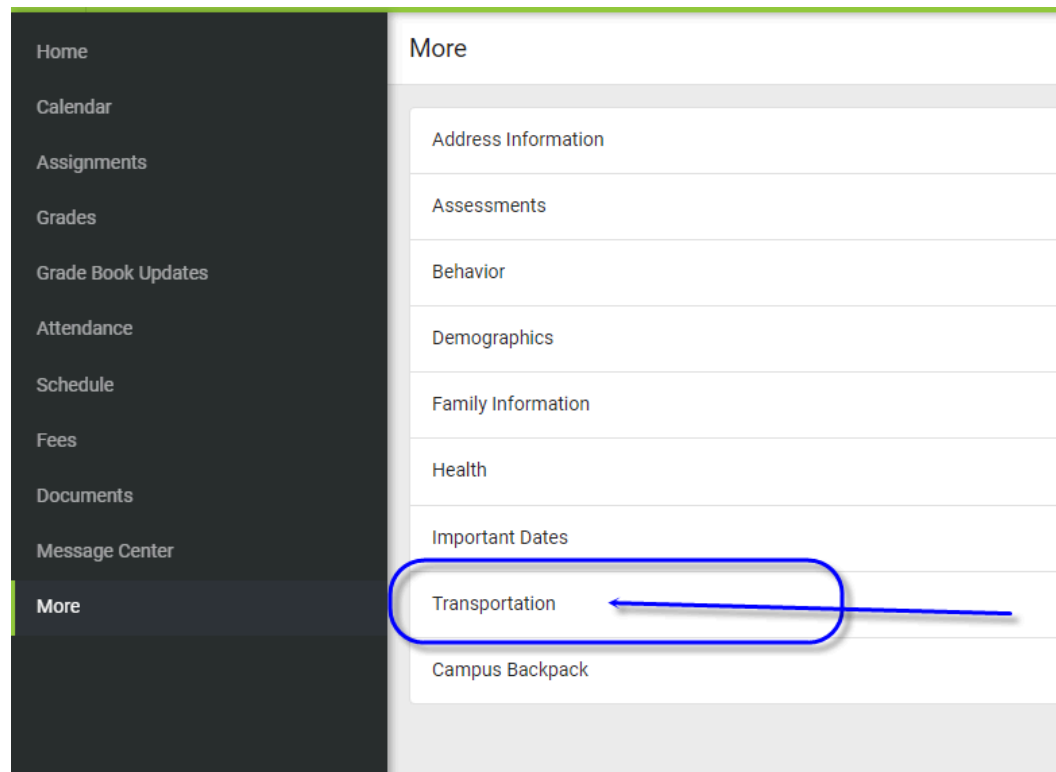 Home
Calendar
Assignments
Grades
Grade Book Updates
Attendance
Schedule
Fees
Documents
Message Center
More
More
Address Information
Assessments
Behavior
Demographics
Family Information
Health
Important Dates
Transportation
Campus Backpack